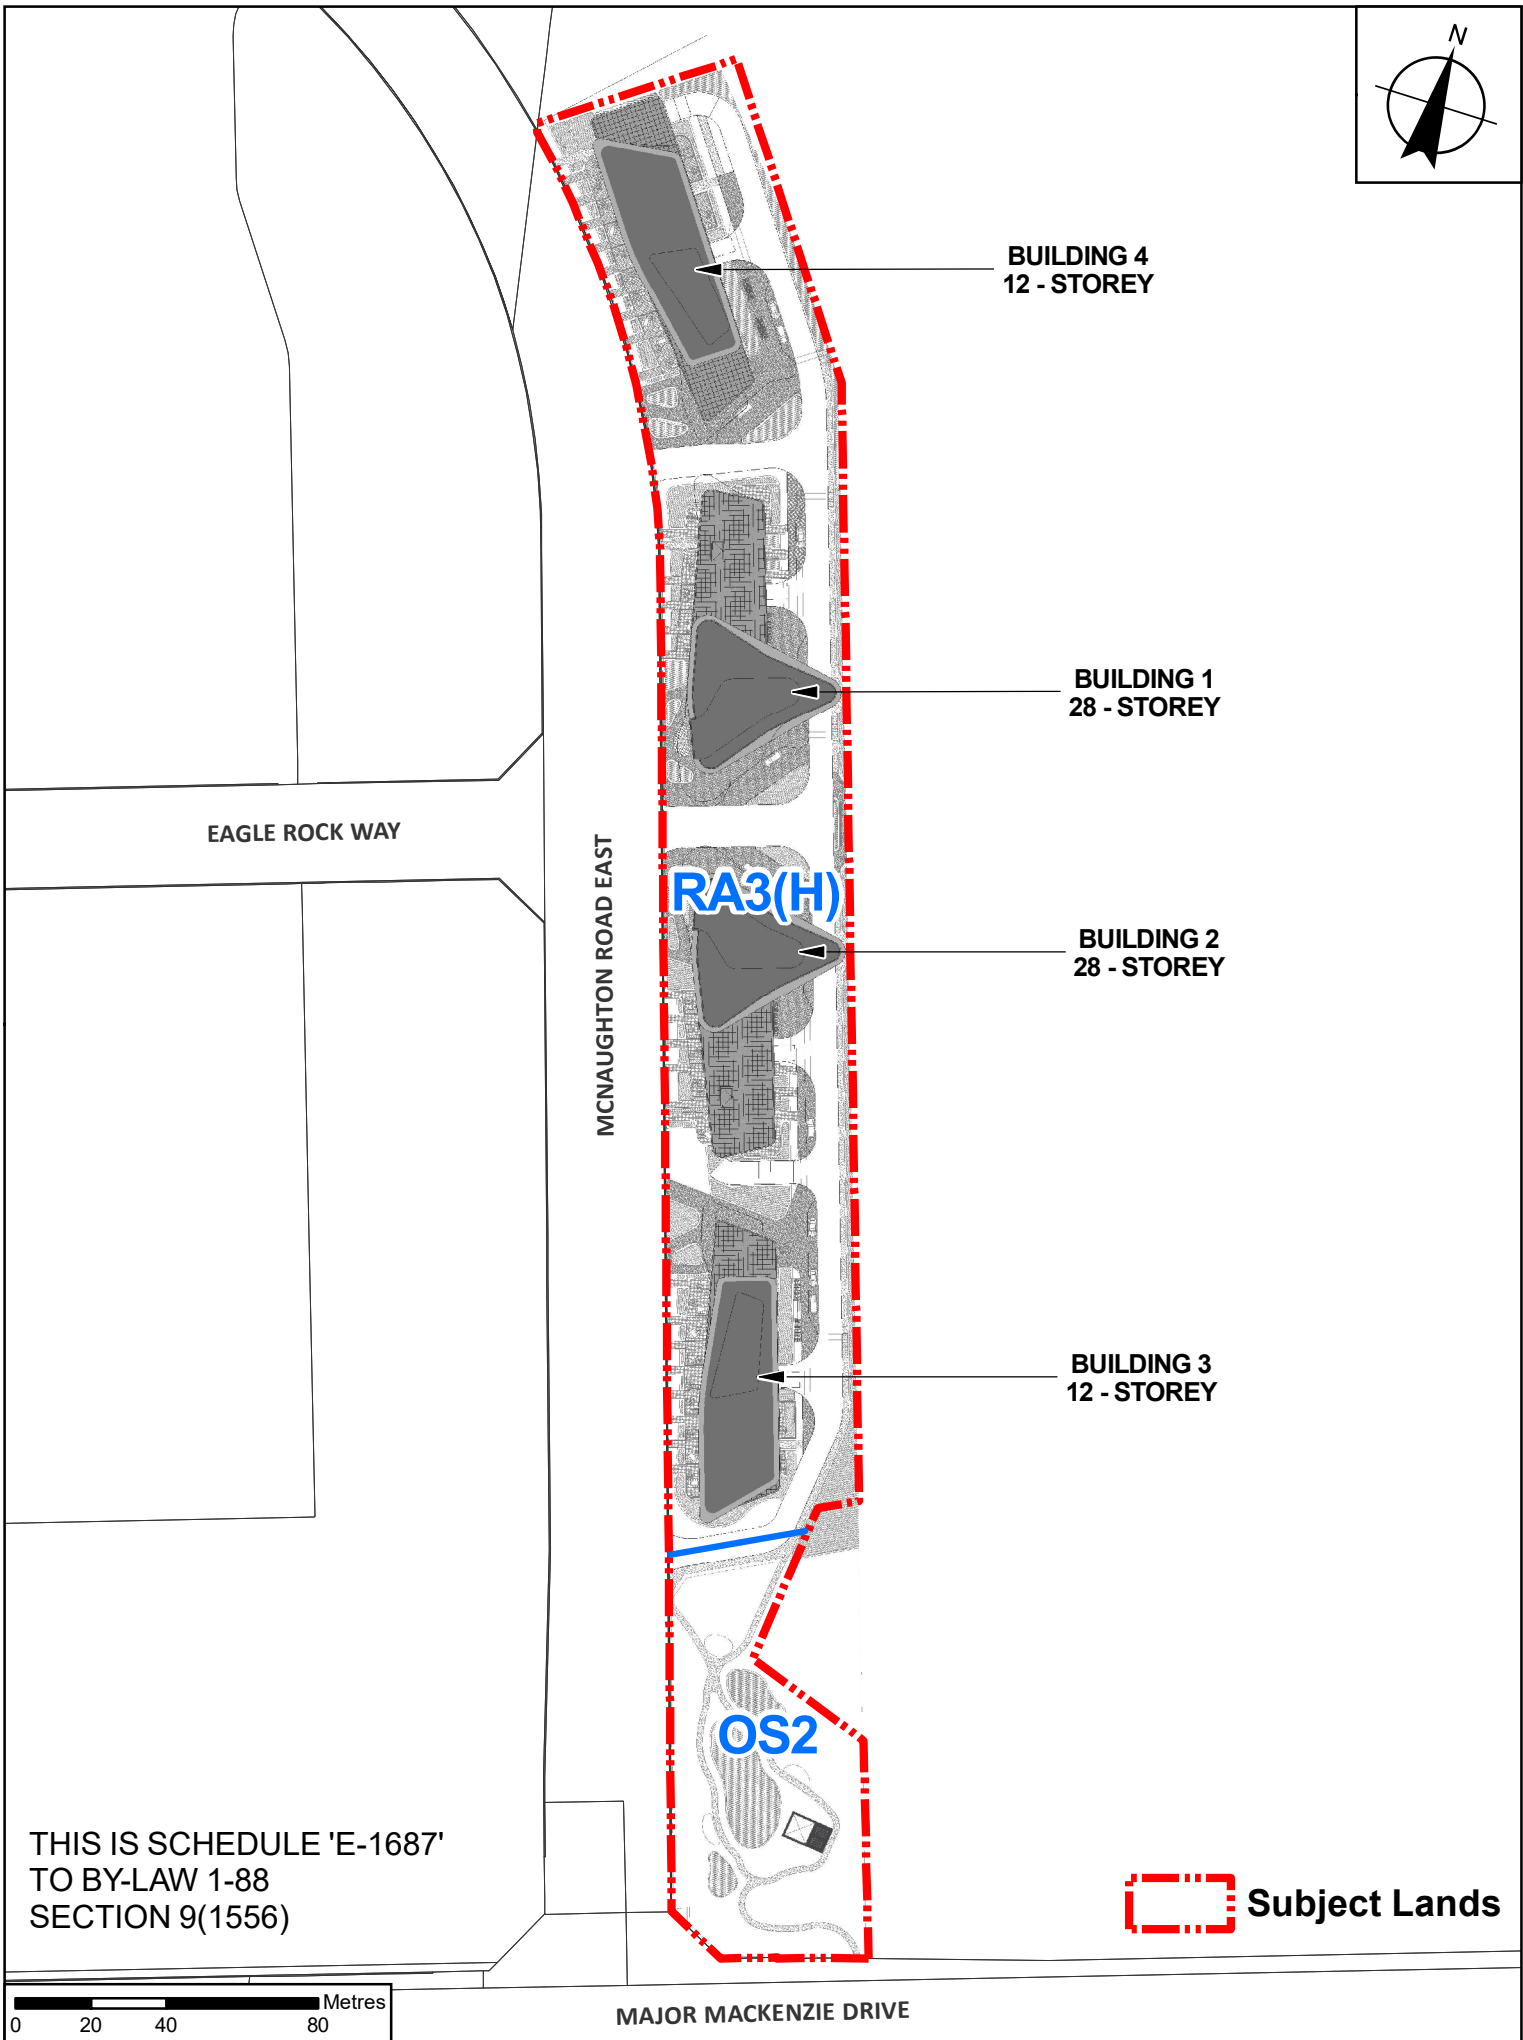 N
BUILDING 4
12 - STOREY
BUILDING 1
28 - STOREY
EAGLE ROCK WAY
MCNAUGHTON ROAD EAST
RA3(H)
BUILDING 2
28 - STOREY
BUILDING 3
12 - STOREY
OS2
THIS IS SCHEDULE 'E-1687'
TO BY-LAW 1-88
SECTION 9(1556)
Subject Lands
Metres
0 20 40 80
MAJOR MACKENZIE DRIVE